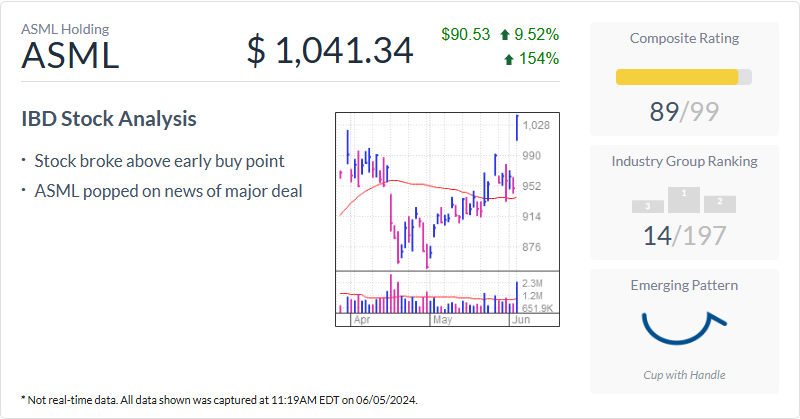 ASML Holding
ASML
$ 1,041.34
$90.53 9.52%
154%
IBD Stock Analysis
• Stock broke above early buy point
• ASML popped on news of major deal
1,028
990
952
914
876
2.3M
1.2M
651.9K
Apr May Jun
Composite Rating
89/99
Industry Group Ranking
3 1 2
14/197
Emerging Pattern
Cup with Handle
* Not real-time data. All data shown was captured at 11:19AM EDT on 06/05/2024.